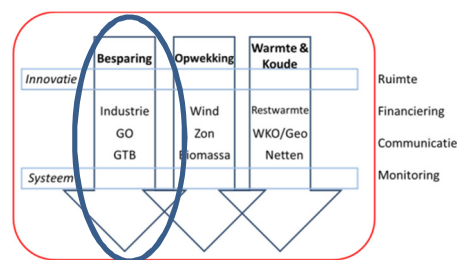 Besparing
Opwekking
Warmte &
Koude
Innovatie
Ruimte
Industrie
Wind
Restwarmte
Financiering
GO
Zon
WKO/Geo
Communicatie
GTB
Biomassa
Netten
Systeem
Monitoring